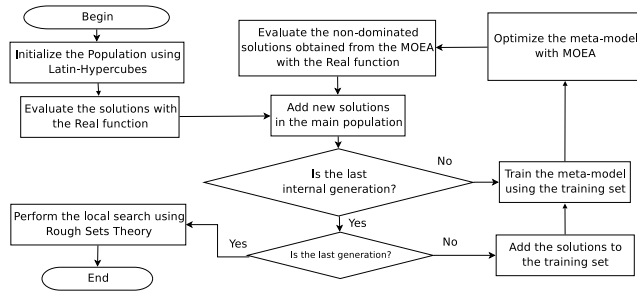 Begin
Initialize the Population using
Latin-Hypercubes
Evaluate the solutions with
the Real function
Evaluate the non-dominated
solutions obtained from the MOEA
with the Real function
Optimize the meta-model
with MOEA
Add new solutions
in the main population
Is the last
internal generation?
No
Train the meta-model
using the training set
Yes
Perform the local search using
Rough Sets Theory
Yes
Is the last generation?
No
Add the solutions to
the training set
End